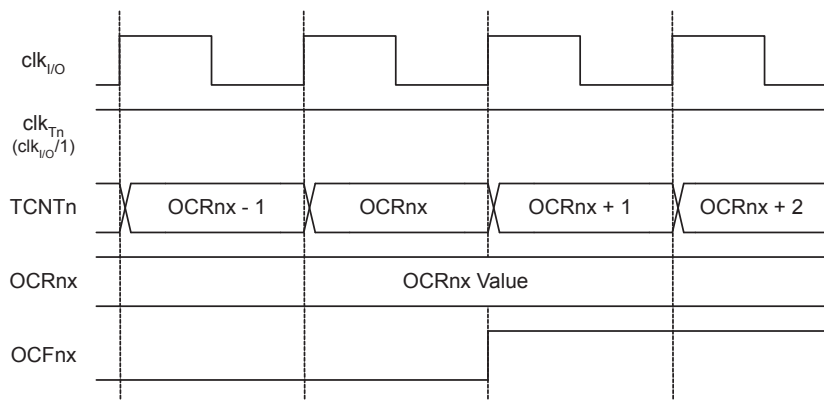 clkI/O
clkTn
(clkI/O/1)
TCNTn OCRnx - 1 OCRnx OCRnx + 1 OCRnx + 2
OCRnx OCRnx Value
OCFnx